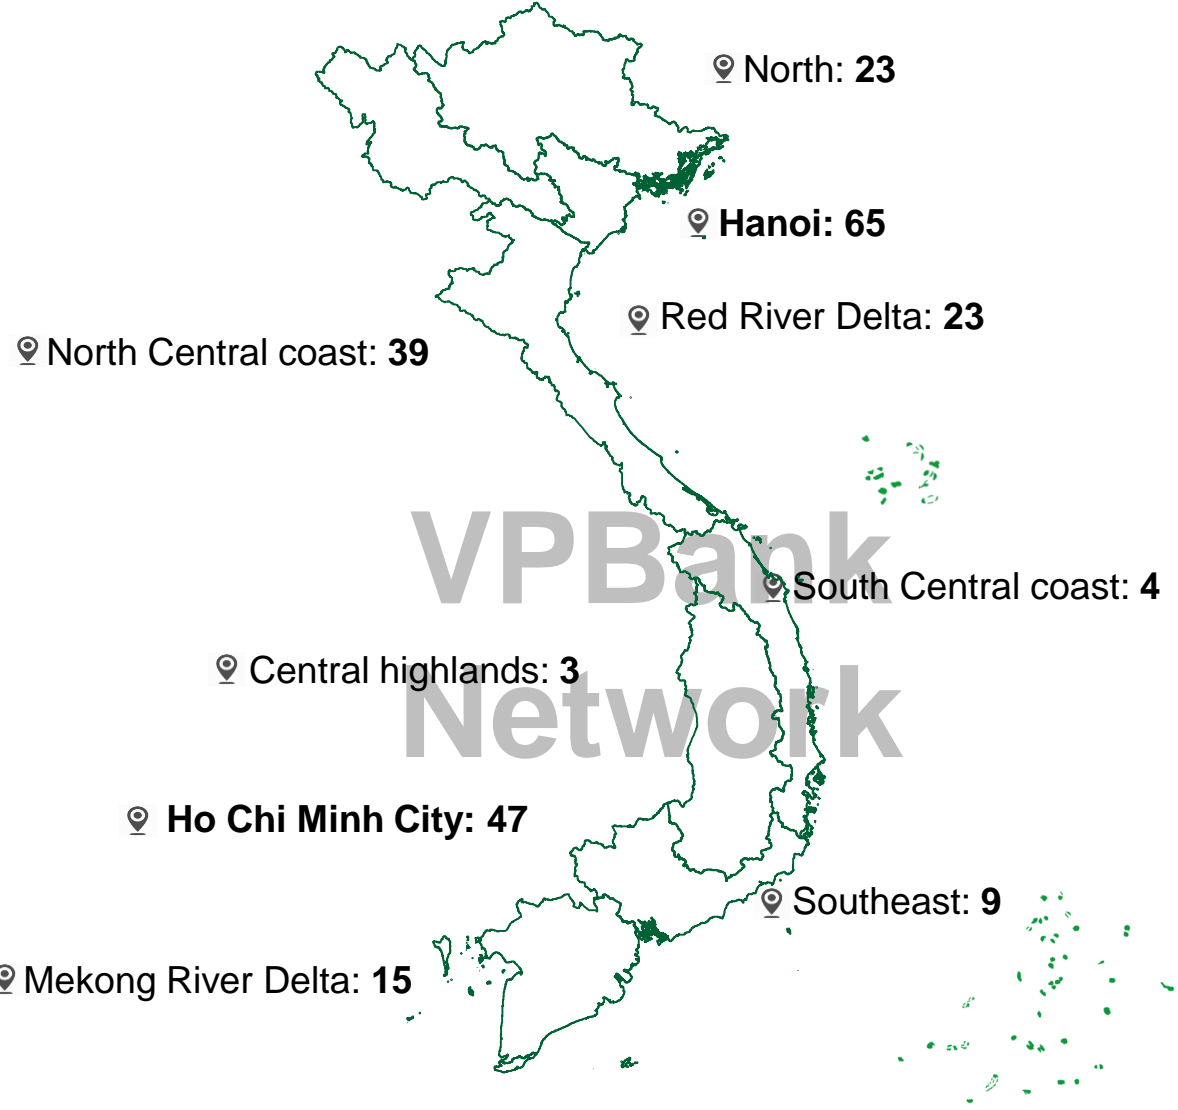 North: 23
Hanoi: 65
Red River Delta: 23
North Central coast: 39
VPBank
South Central coast: 4
Central highlands: 3
Network
Ho Chi Minh City: 47
Southeast: 9
Mekong River Delta: 15